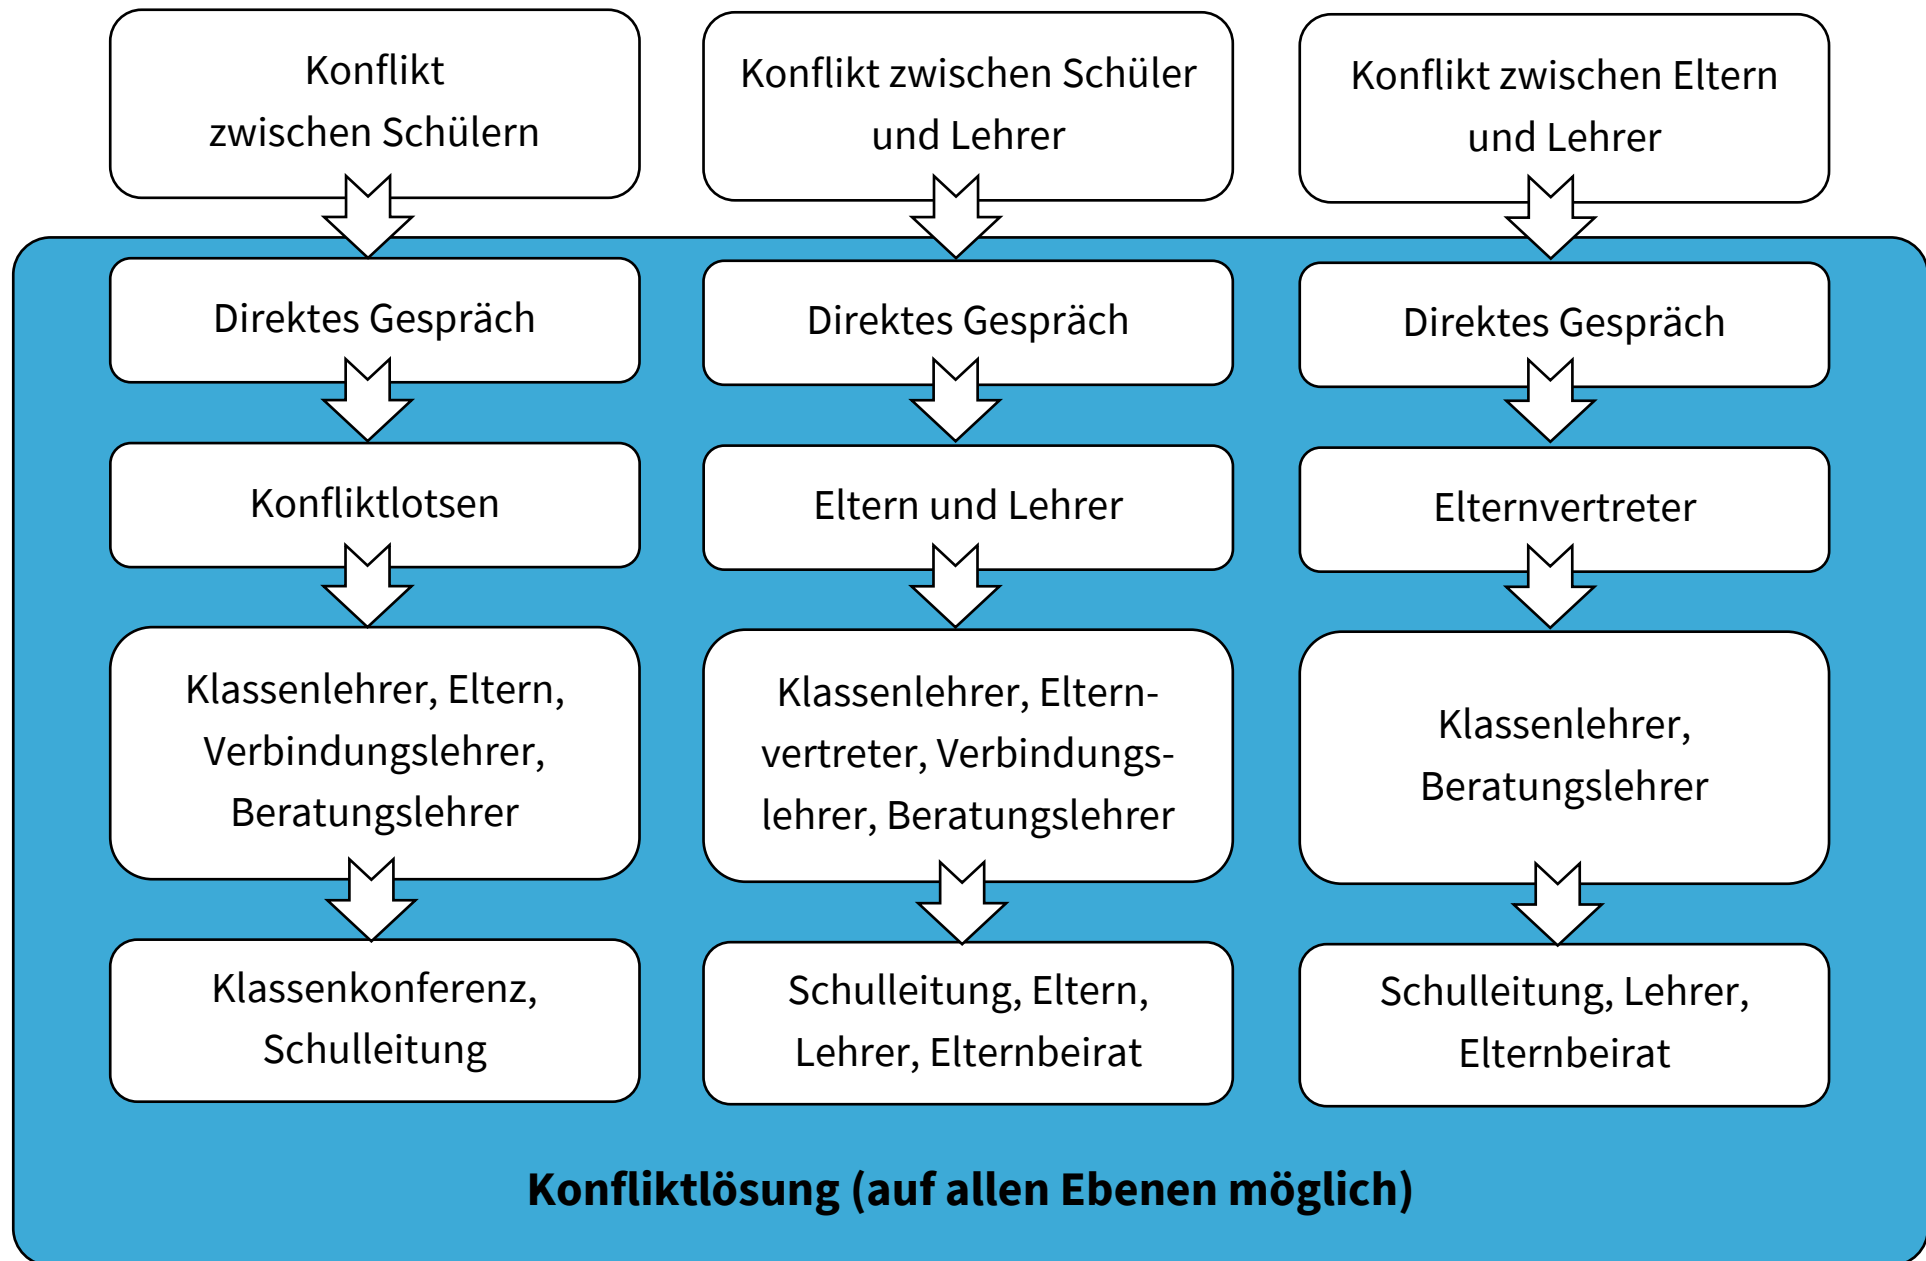 Konflikt
zwischen Schülern
Konflikt zwischen Schüler
und Lehrer
Konflikt zwischen Eltern
und Lehrer
Direktes Gespräch
Direktes Gespräch
Direktes Gespräch
Konfliktlotsen
Eltern und Lehrer
Elternvertreter
Klassenlehrer, Eltern,
Verbindungslehrer,
Beratungslehrer
Klassenlehrer, Eltern-
vertreter, Verbindungs-
lehrer, Beratungslehrer
Klassenlehrer,
Beratungslehrer
Klassenkonferenz,
Schulleitung
Schulleitung, Eltern,
Lehrer, Elternbeirat
Schulleitung, Lehrer,
Elternbeirat
Konfliktlösung (auf allen Ebenen möglich)